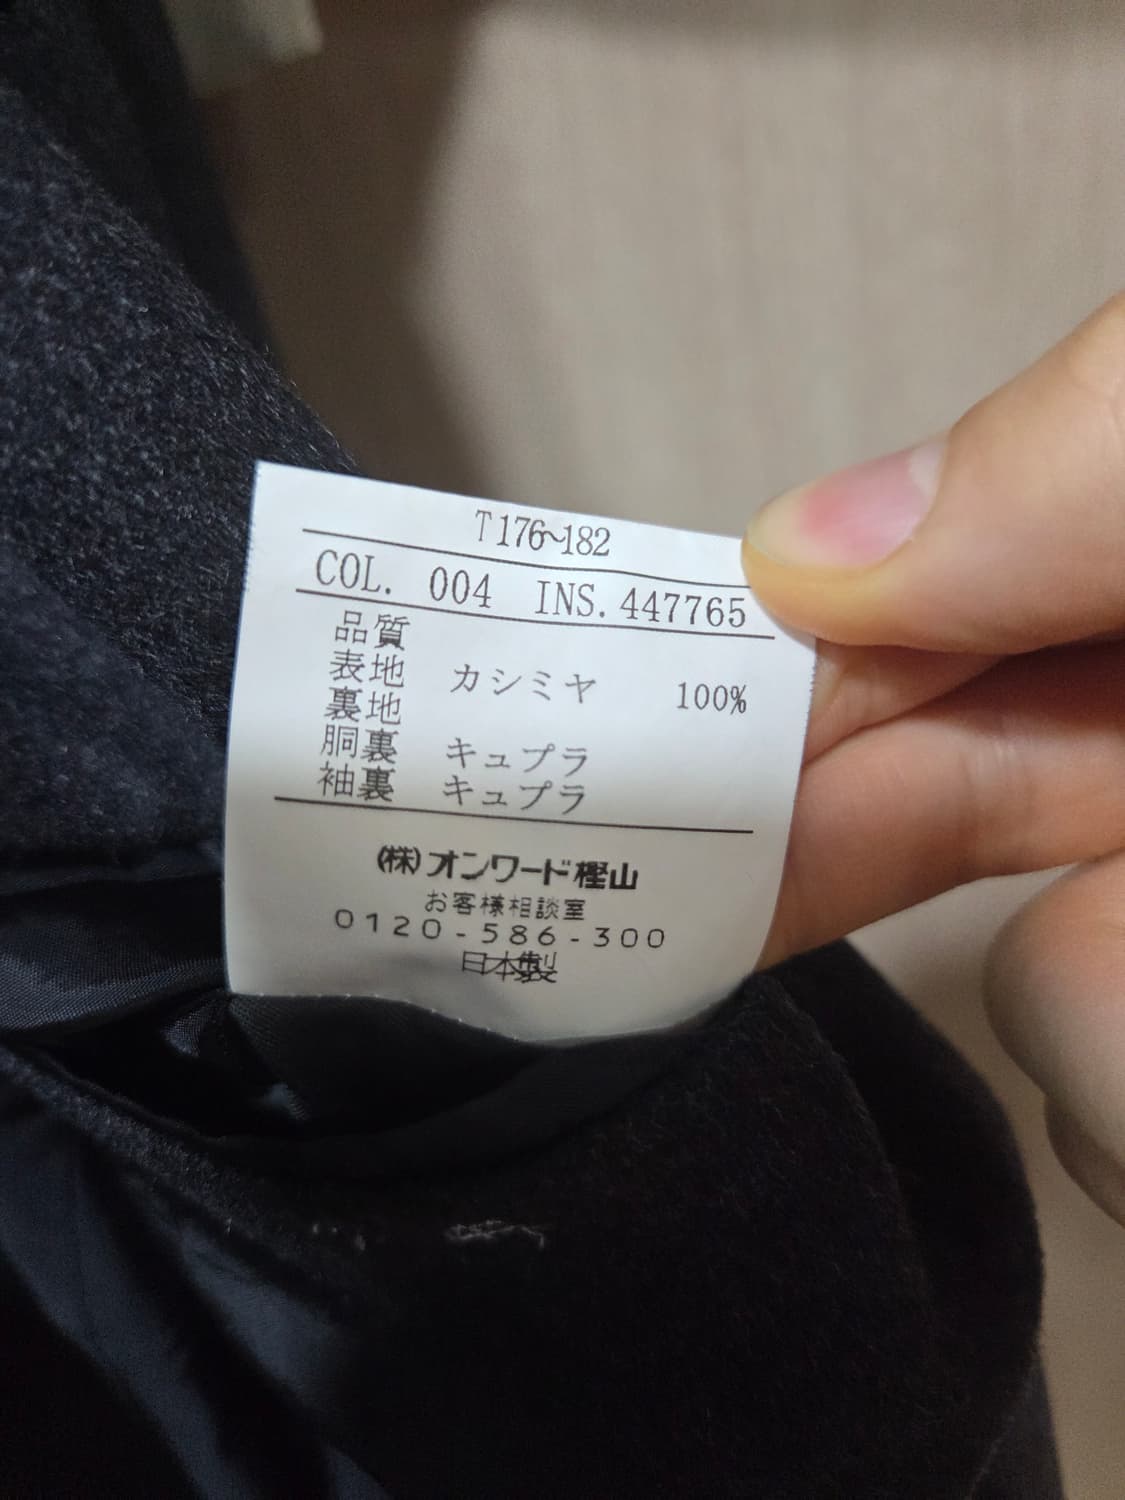 T176~182
COL. 004 INS. 447765
品質
表地 カシミヤ 100%
裏地
胴裏 キュプラ
袖裏 キュプラ
(株)オンワード樫山
お客様相談室
0120-586-300
日本製